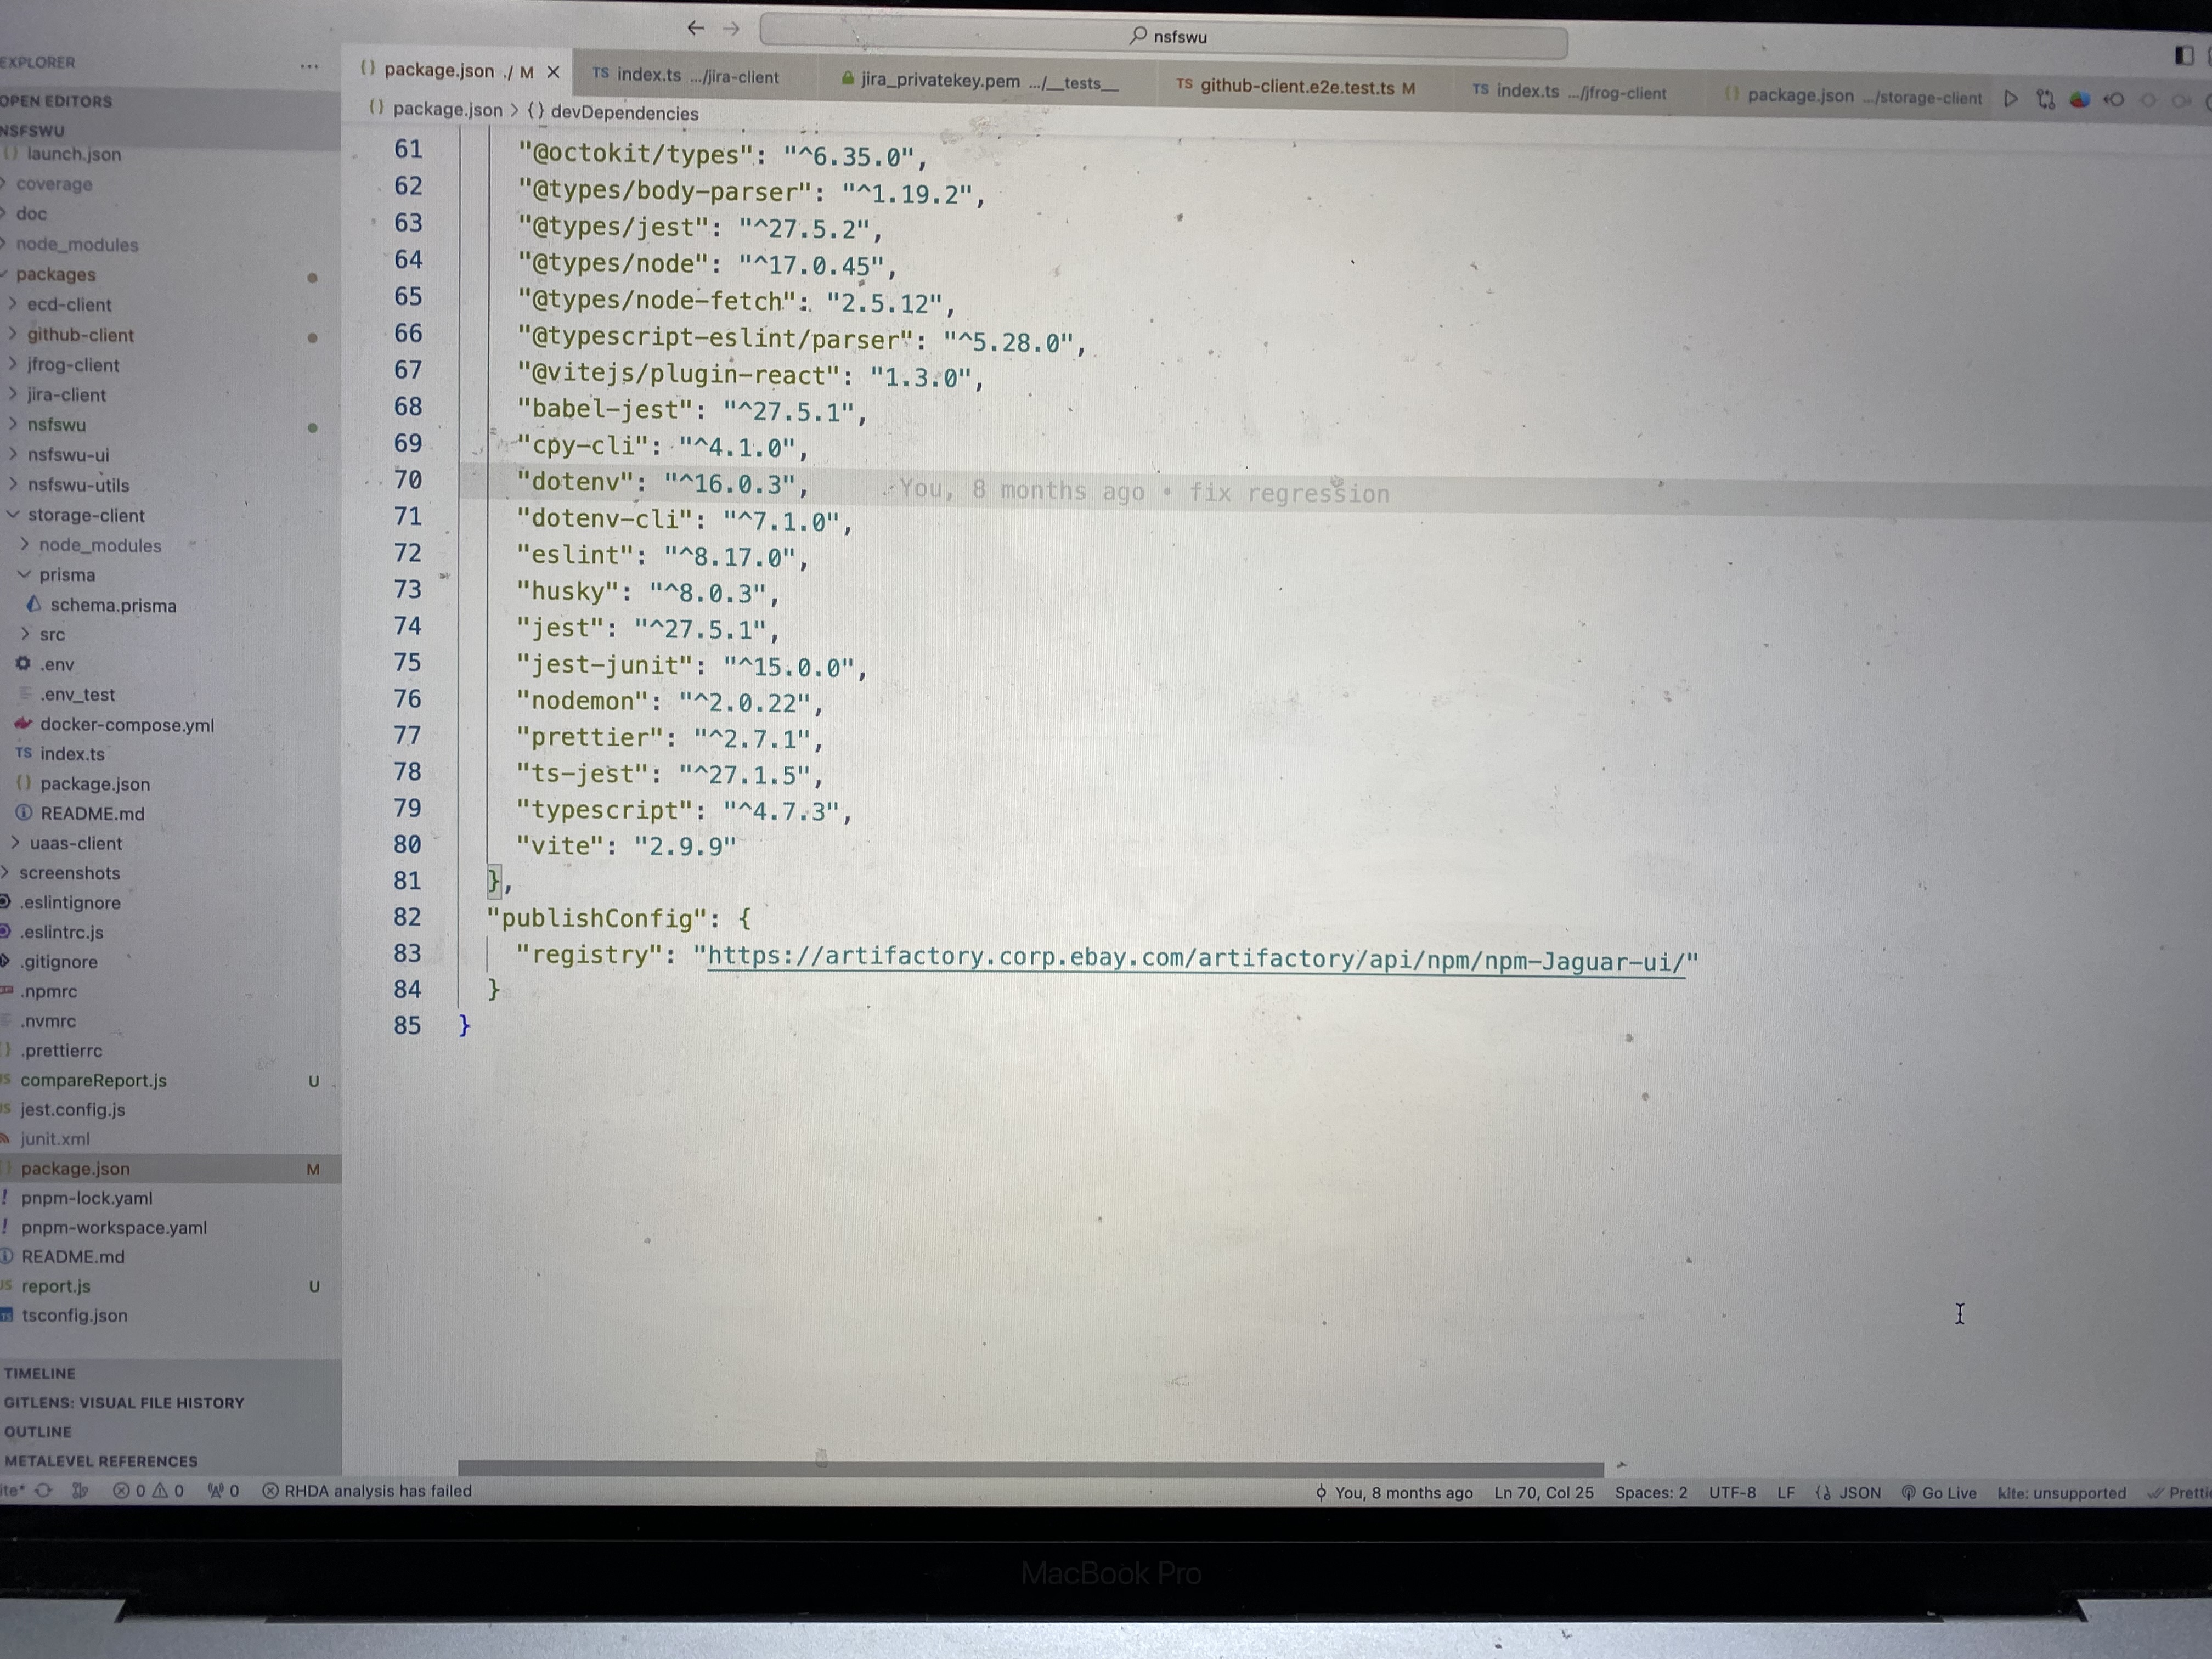 nsfswu
EXPLORER
OPEN EDITORS
NSFSWU
launch.json
coverage
doc
node_modules
packages
ecd-client
github-client
jfrog-client
jira-client
nsfswu
nsfswu-ui
nsfswu-utils
storage-client
node_modules
prisma
schema.prisma
src
.env
.env_test
docker-compose.yml
TS index.ts
{} package.json
README.md
uaas-client
screenshots
.eslintignore
.eslintrc.js
.gitignore
.npmrc
.nvmrc
.prettierrc
compareReport.js U
jest.config.js
junit.xml
package.json M
! pnpm-lock.yaml
! pnpm-workspace.yaml
README.md
report.js U
tsconfig.json
TIMELINE
GITLENS: VISUAL FILE HISTORY
OUTLINE
METALEVEL REFERENCES
{} package.json ./ M
TS index.ts .../jira-client
jira_privatekey.pem .../__tests__
TS github-client.e2e.test.ts M
TS index.ts .../jfrog-client
{} package.json .../storage-client
{} package.json > {} devDependencies
61 "@octokit/types": "^6.35.0",
62 "@types/body-parser": "^1.19.2",
63 "@types/jest": "^27.5.2",
64 "@types/node": "^17.0.45",
65 "@types/node-fetch": "2.5.12",
66 "@typescript-eslint/parser": "^5.28.0",
67 "@vitejs/plugin-react": "1.3.0",
68 "babel-jest": "^27.5.1",
69 "cpy-cli": "^4.1.0",
70 "dotenv": "^16.0.3", You, 8 months ago • fix regression
71 "dotenv-cli": "^7.1.0",
72 "eslint": "^8.17.0",
73 "husky": "^8.0.3",
74 "jest": "^27.5.1",
75 "jest-junit": "^15.0.0",
76 "nodemon": "^2.0.22",
77 "prettier": "^2.7.1",
78 "ts-jest": "^27.1.5",
79 "typescript": "^4.7.3",
80 "vite": "2.9.9"
81 },
82 "publishConfig": {
83 "registry": "https://artifactory.corp.ebay.com/artifactory/api/npm/npm-Jaguar-ui/"
84 }
85 }
0 0 0 RHDA analysis has failed
You, 8 months ago Ln 70, Col 25 Spaces: 2 UTF-8 LF {} JSON Go Live kite: unsupported
MacBook Pro